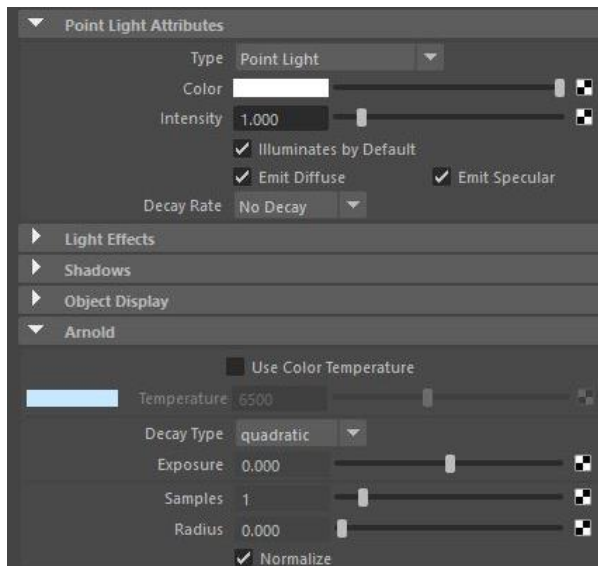 Point Light Attributes
Type Point Light
Color
Intensity 1.000
Illuminates by Default
Emit Diffuse Emit Specular
Decay Rate No Decay
Light Effects
Shadows
Object Display
Arnold
Use Color Temperature
Temperature 6500
Decay Type quadratic
Exposure 0.000
Samples 1
Radius 0.000
Normalize